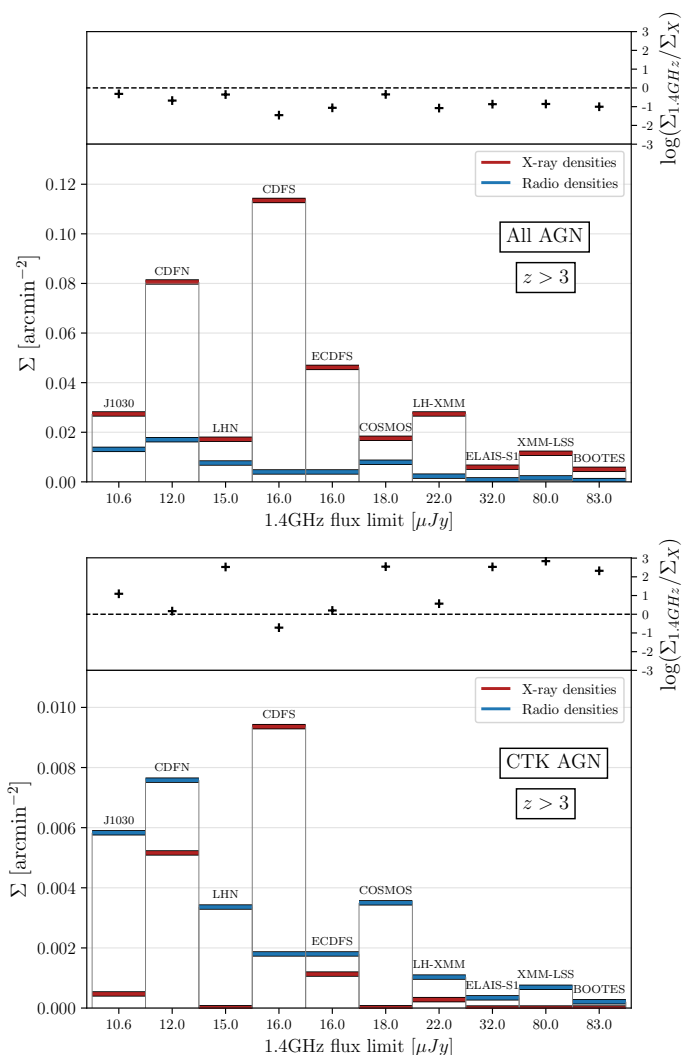 3
2
1
0
-1
-2
-3
log(Σ1.4GHz/ΣX)
X-ray densities
Radio densities
All AGN
z > 3
0.12
0.10
0.08
0.06
0.04
0.02
0.00
Σ [arcmin−2]
CDFS
CDFN
ECDFS
J1030
LH-XMM
LHN
COSMOS
XMM-LSS
ELAIS-S1
BOOTES
10.6 12.0 15.0 16.0 16.0 18.0 22.0 32.0 80.0 83.0
1.4GHz flux limit [μJy]
3
2
1
0
-1
-2
-3
log(Σ1.4GHz/ΣX)
X-ray densities
Radio densities
CTK AGN
z > 3
0.010
0.008
0.006
0.004
0.002
0.000
Σ [arcmin−2]
CDFS
CDFN
J1030
COSMOS
LHN
ECDFS
LH-XMM
XMM-LSS
ELAIS-S1
BOOTES
10.6 12.0 15.0 16.0 16.0 18.0 22.0 32.0 80.0 83.0
1.4GHz flux limit [μJy]